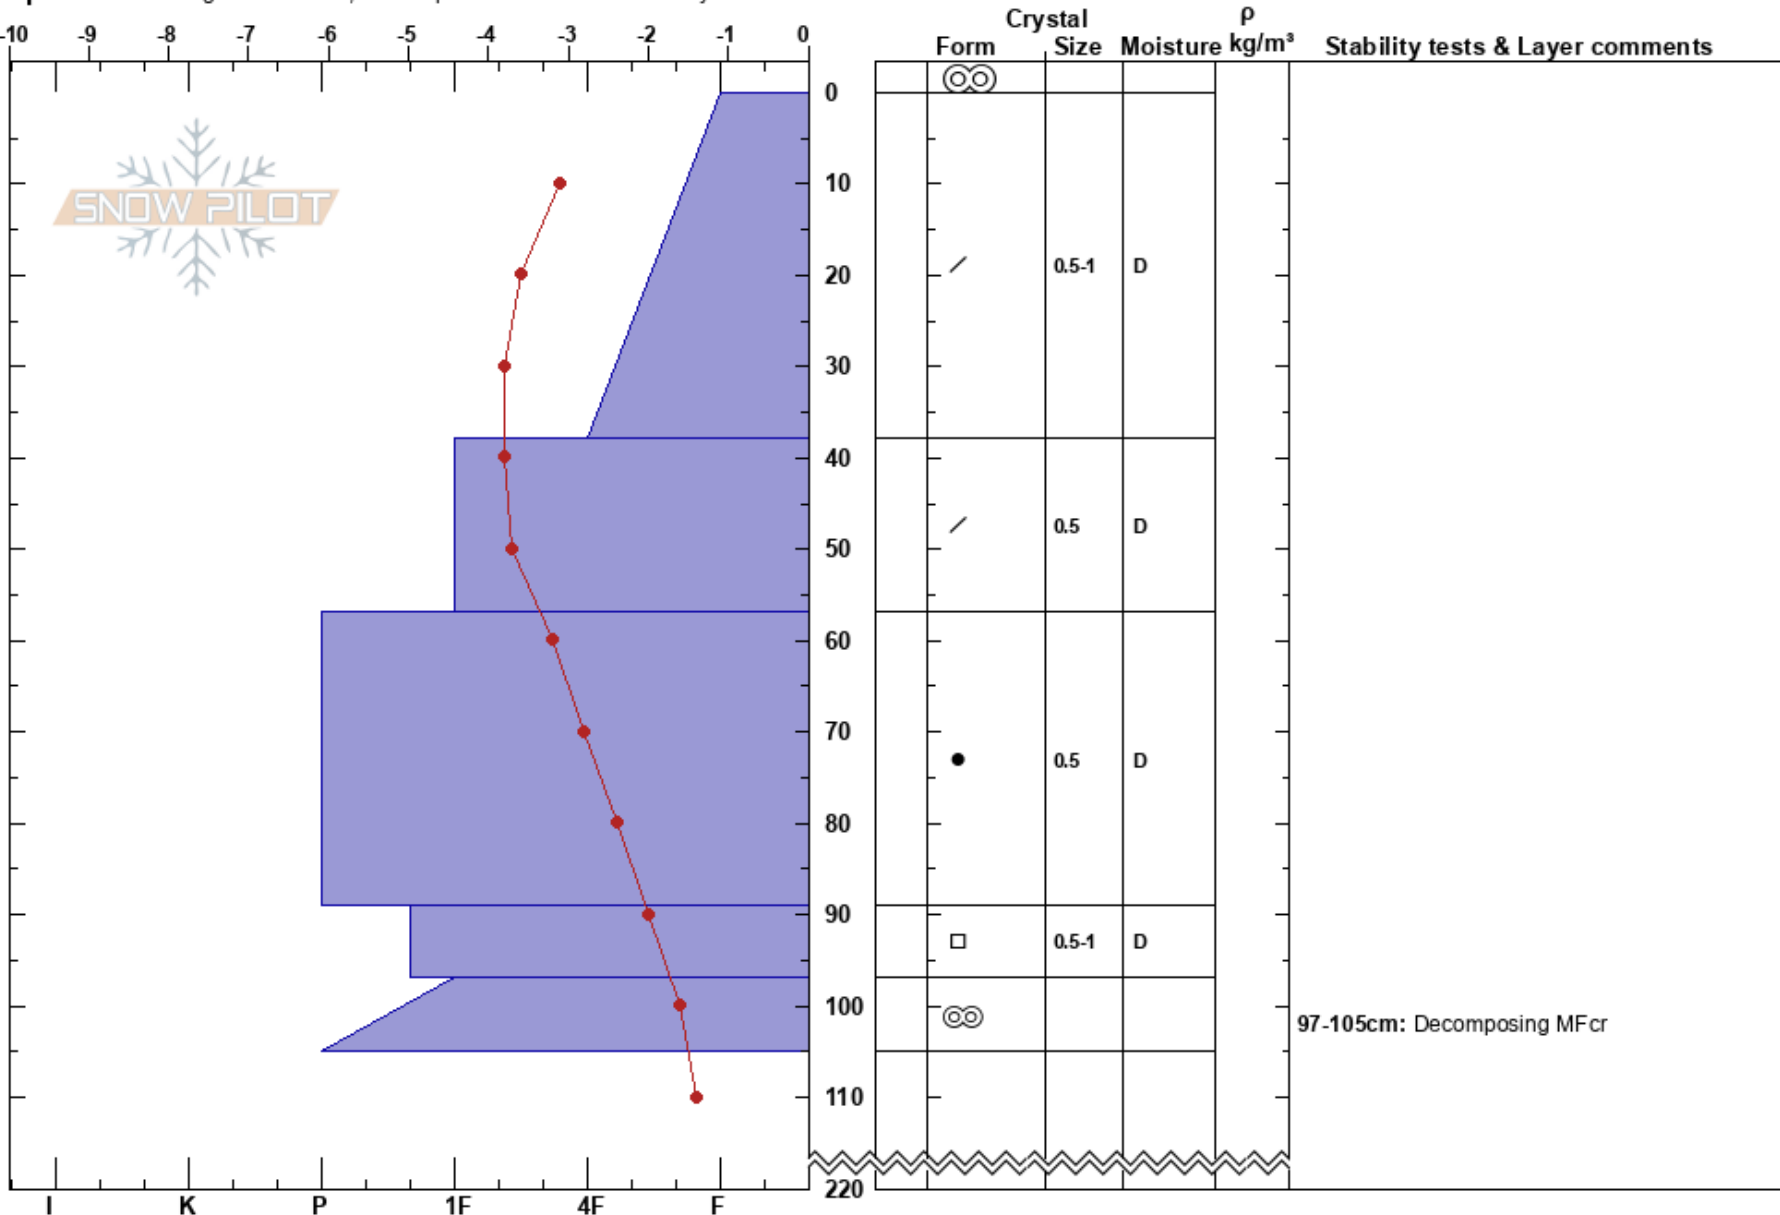 Crystal ρ
-10 -9 -8 -7 -6 -5 -4 -3 -2 -1 0 Form Size Moisture kg/m³ Stability tests & Layer comments
0
SNOW PILOT
10
20 0.5-1 D
30
40
50 0.5 D
60
70
0.5 D
80
90
0.5-1 D
100
97-105cm: Decomposing MFcr
110
220
I K P 1F 4F F